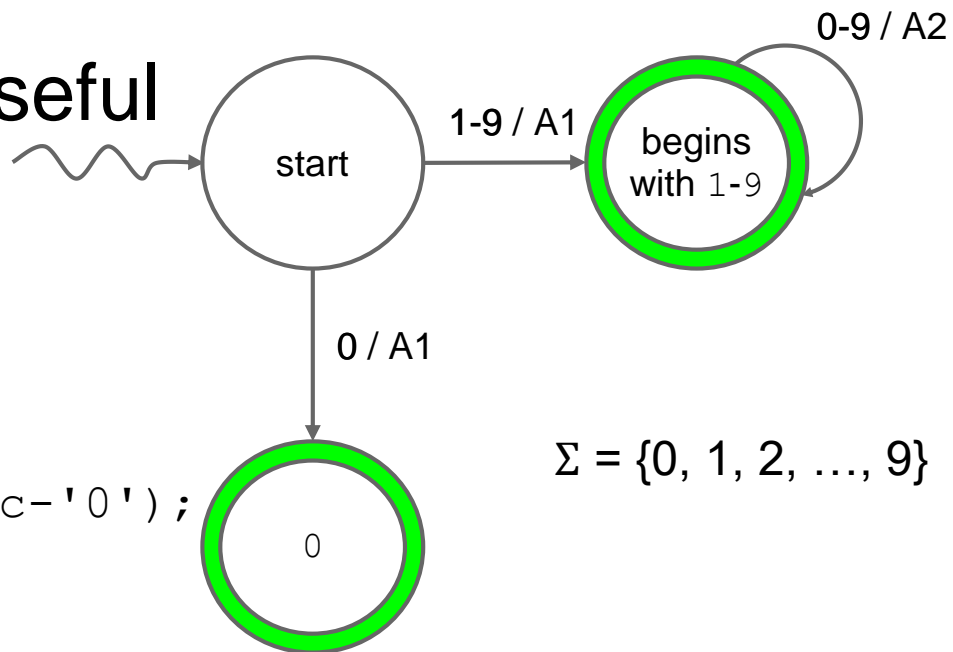 0-9 / A2
seful
1-9 / A1
start
begins
with 1-9
0 / A1
Σ = {0, 1, 2, …, 9}
c-'0');
0